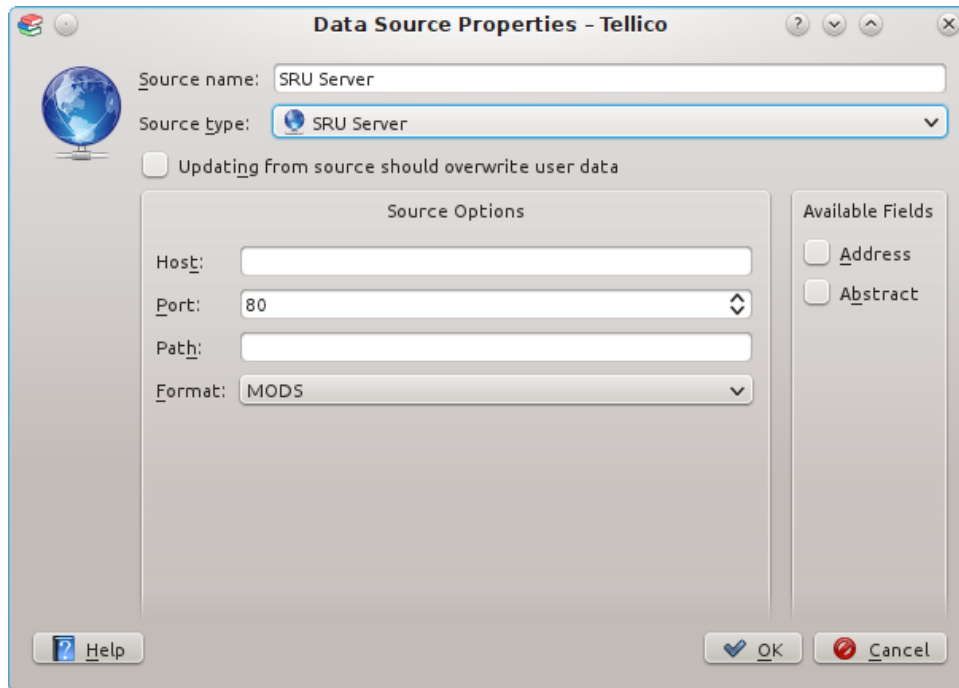 Data Source Properties – Tellico
Source name: SRU Server
Source type: SRU Server
Updating from source should overwrite user data
Source Options
Host:
Port: 80
Path:
Format: MODS
Available Fields
Address
Abstract
Help
OK
Cancel